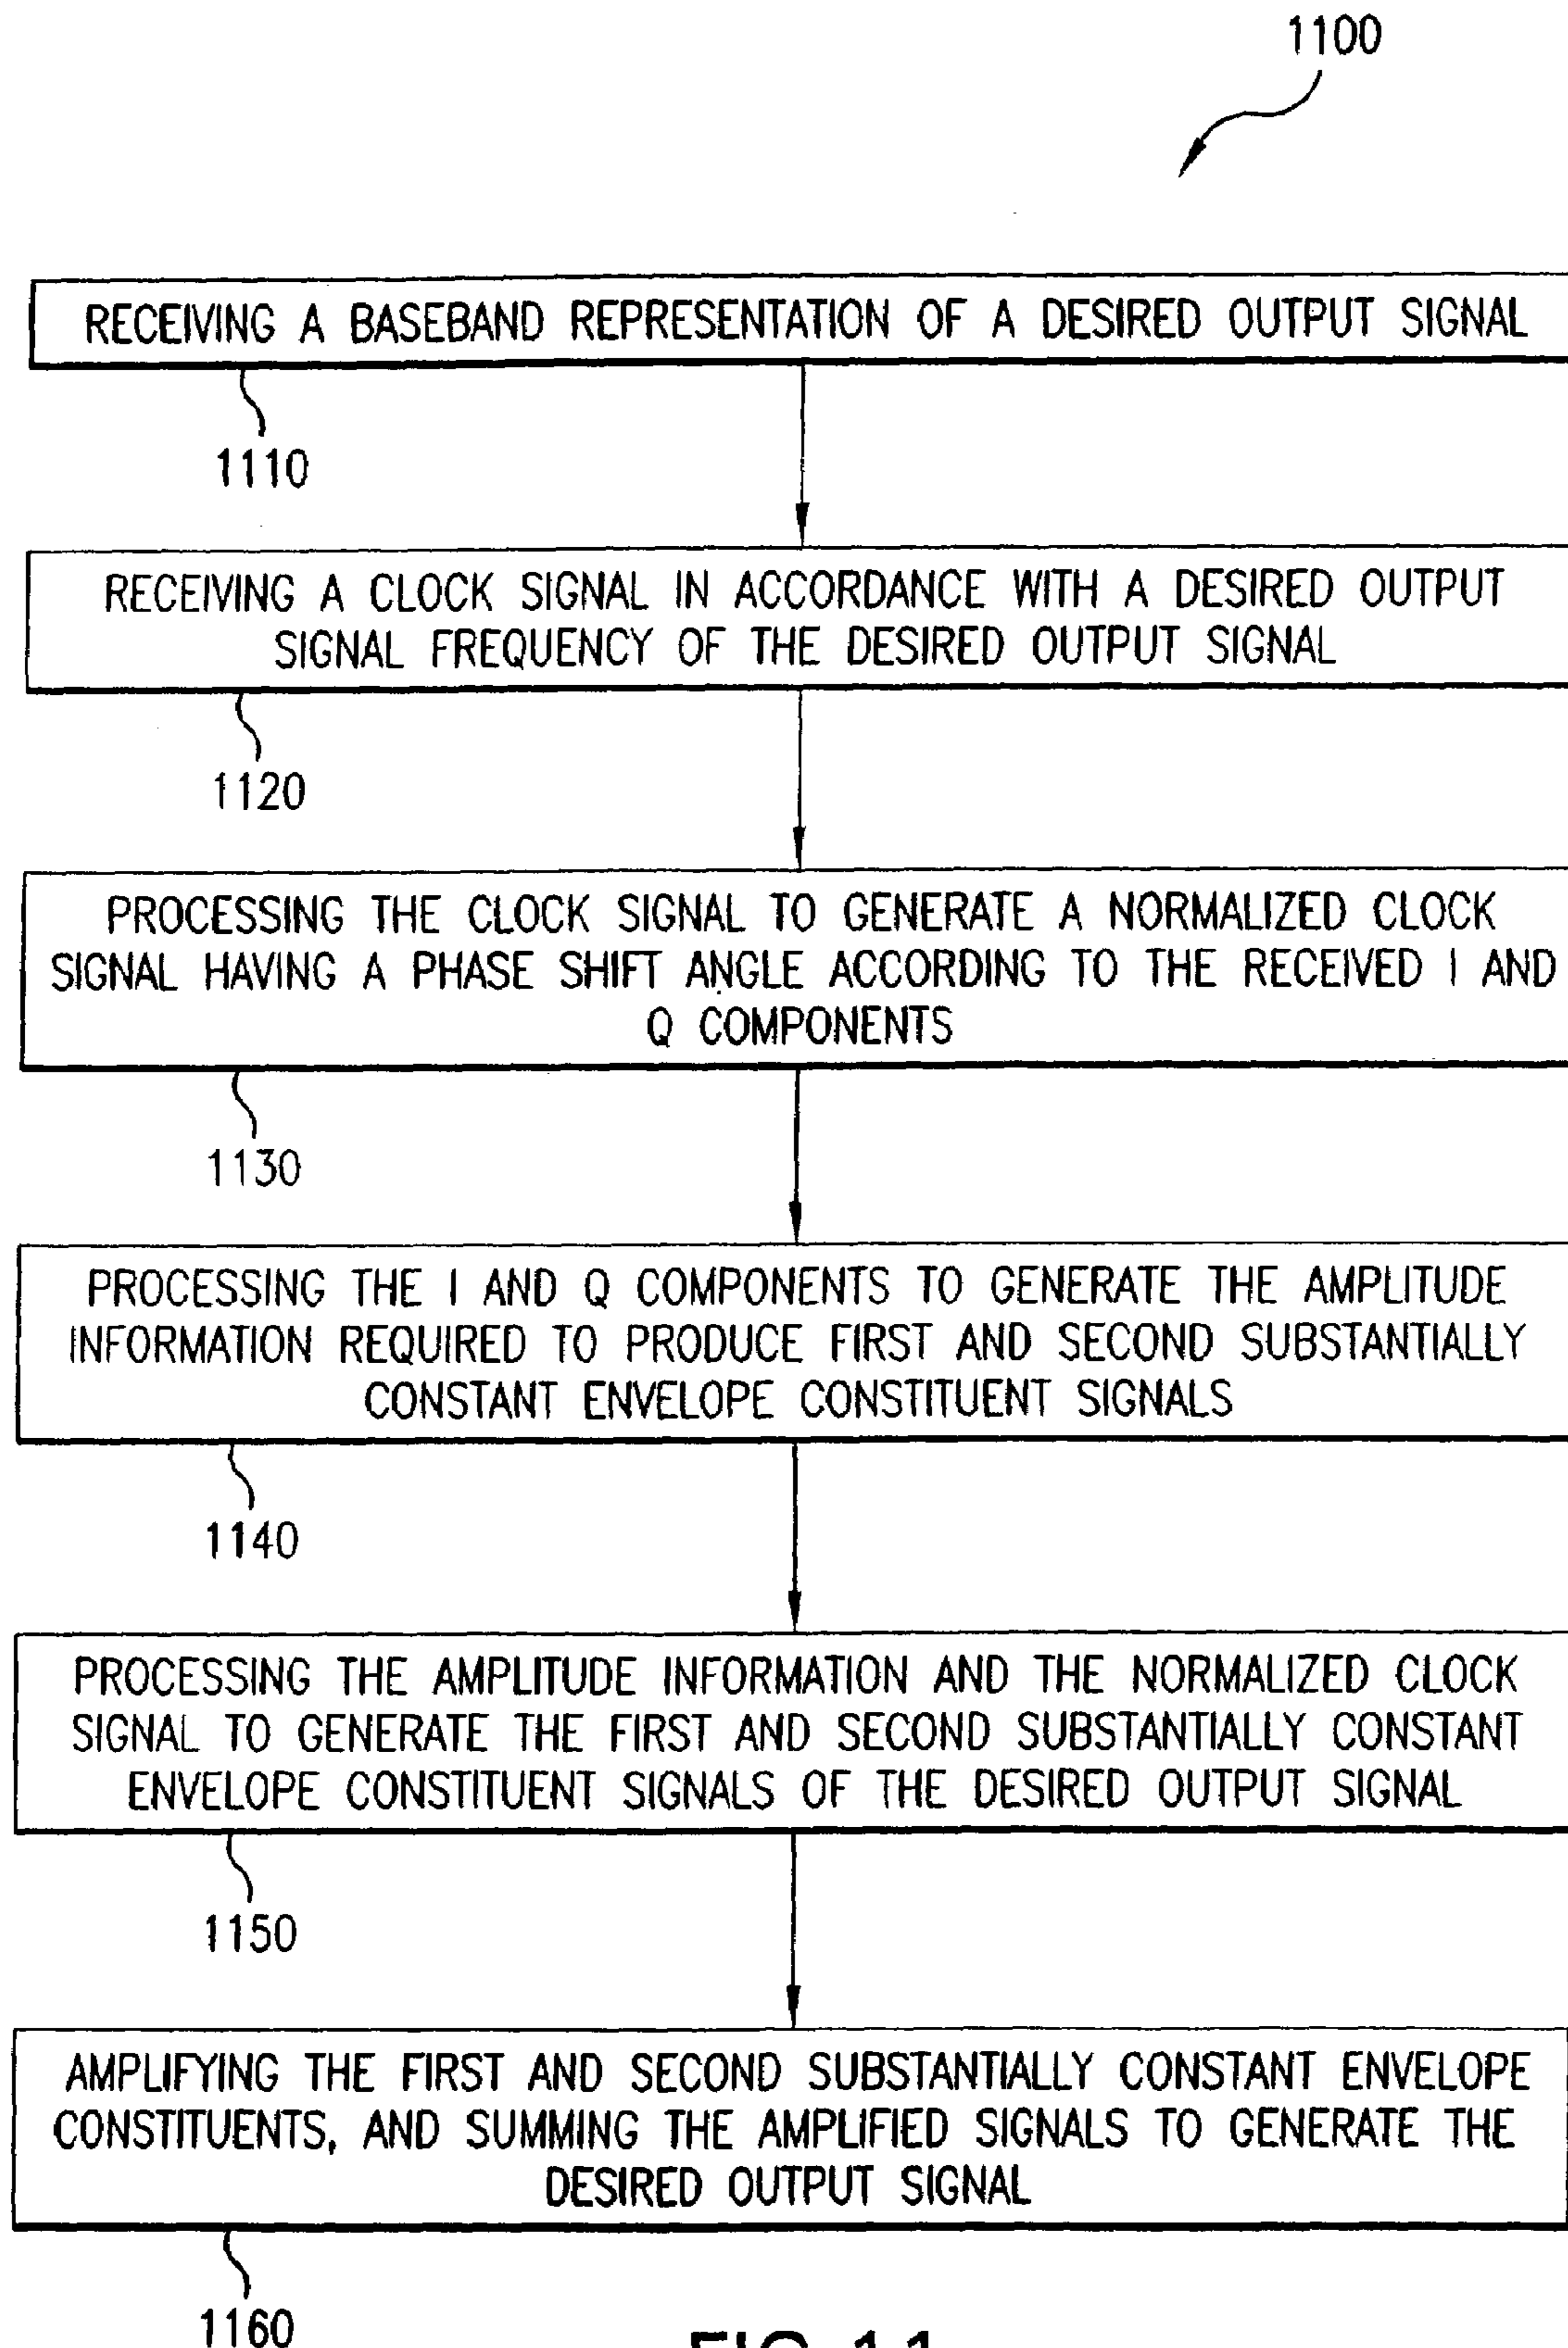 1100
RECEIVING A BASEBAND REPRESENTATION OF A DESIRED OUTPUT SIGNAL
1110
RECEIVING A CLOCK SIGNAL IN ACCORDANCE WITH A DESIRED OUTPUT
SIGNAL FREQUENCY OF THE DESIRED OUTPUT SIGNAL
1120
PROCESSING THE CLOCK SIGNAL TO GENERATE A NORMALIZED CLOCK
SIGNAL HAVING A PHASE SHIFT ANGLE ACCORDING TO THE RECEIVED I AND
Q COMPONENTS
1130
PROCESSING THE I AND Q COMPONENTS TO GENERATE THE AMPLITUDE
INFORMATION REQUIRED TO PRODUCE FIRST AND SECOND SUBSTANTIALLY
CONSTANT ENVELOPE CONSTITUENT SIGNALS
1140
PROCESSING THE AMPLITUDE INFORMATION AND THE NORMALIZED CLOCK
SIGNAL TO GENERATE THE FIRST AND SECOND SUBSTANTIALLY CONSTANT
ENVELOPE CONSTITUENT SIGNALS OF THE DESIRED OUTPUT SIGNAL
1150
AMPLIFYING THE FIRST AND SECOND SUBSTANTIALLY CONSTANT ENVELOPE
CONSTITUENTS, AND SUMMING THE AMPLIFIED SIGNALS TO GENERATE THE
DESIRED OUTPUT SIGNAL
1160
FIG.11